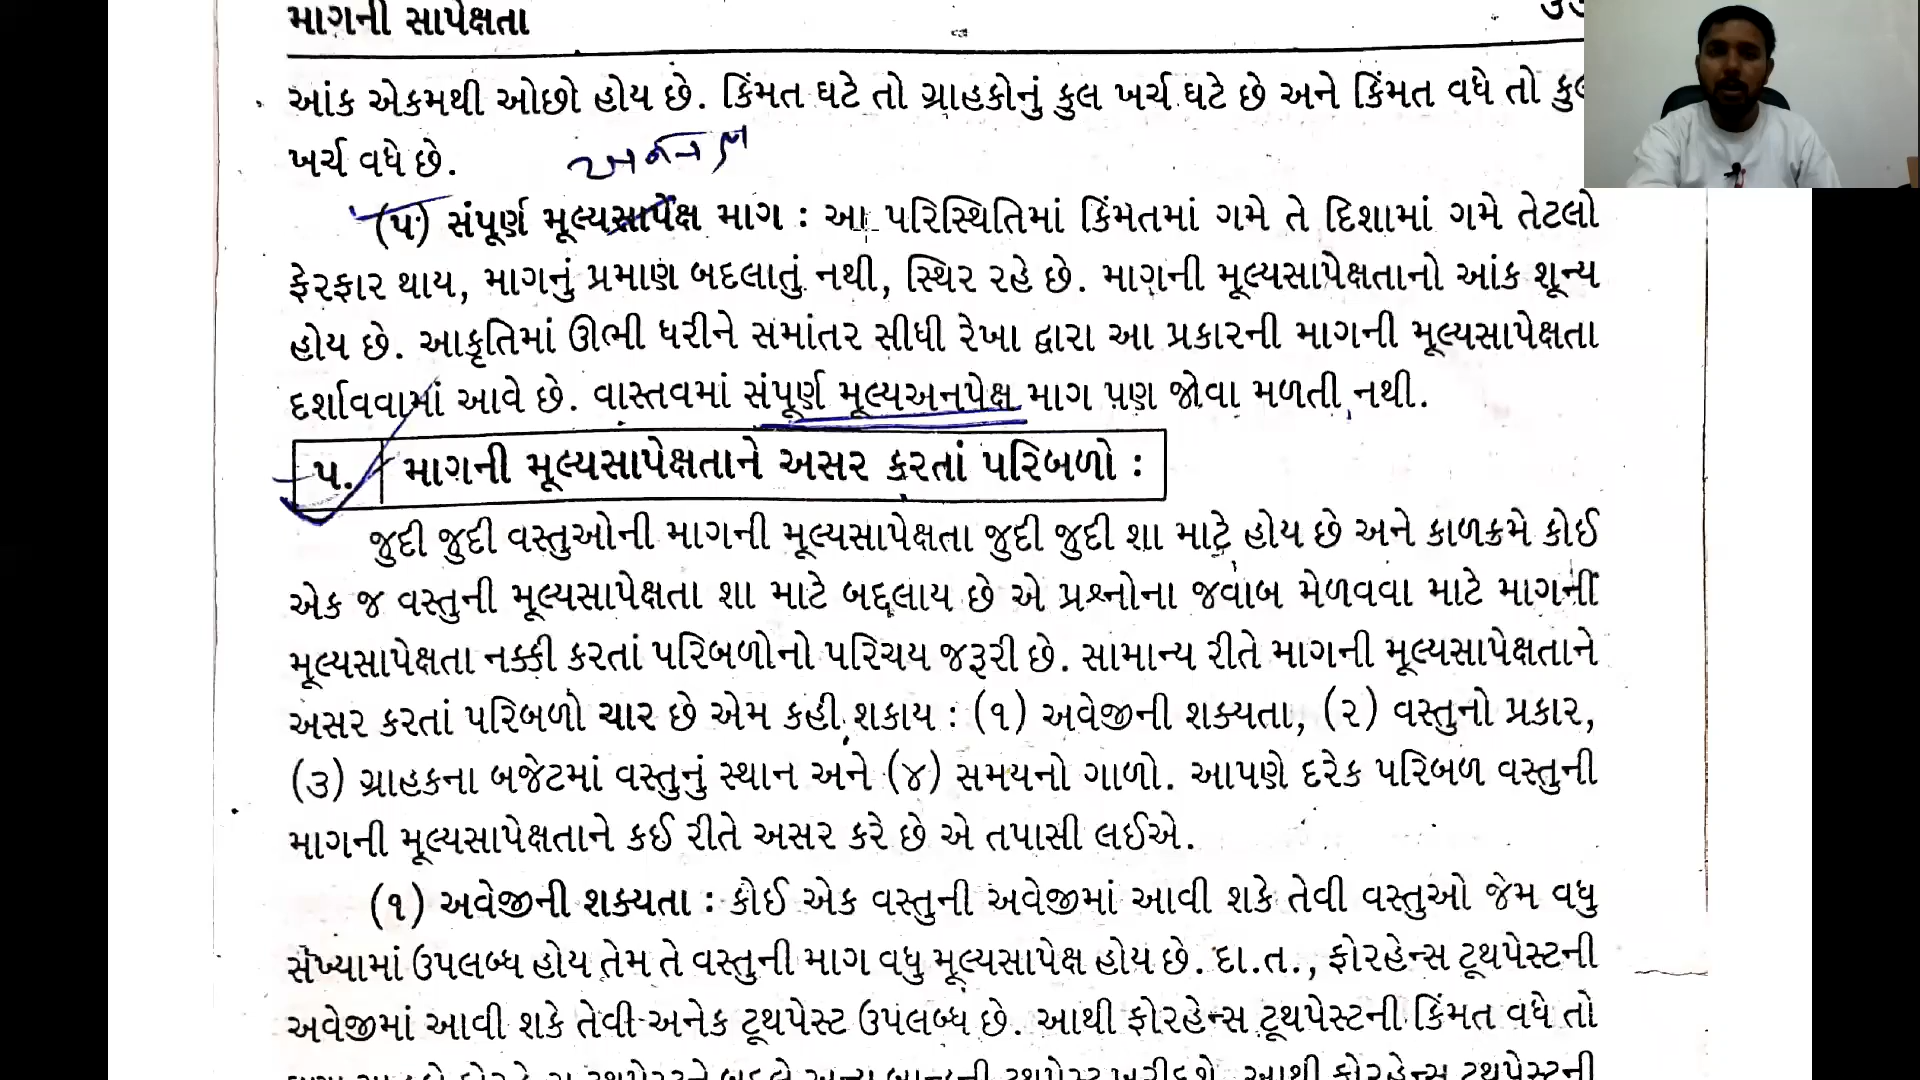 માગની સાપેક્ષતા
આંક એકમથી ઓછો હોય છે. કિંમત ઘટે તો ગ્રાહકોનું કુલ ખર્ચ ઘટે છે અને કિંમત વધે તો કુલ
ખર્ચ વધે છે.
(૫) સંપૂર્ણ મૂલ્યસાપેક્ષ માગ : આ પરિસ્થિતિમાં કિંમતમાં ગમે તે દિશામાં ગમે તેટલો
ફેરફાર થાય, માગનું પ્રમાણ બદલાતું નથી, સ્થિર રહે છે. માગની મૂલ્યસાપેક્ષતાનો આંક શૂન્ય
હોય છે. આકૃતિમાં ઊભી ધરીને સમાંતર સીધી રેખા દ્વારા આ પ્રકારની માગની મૂલ્યસાપેક્ષતા
દર્શાવવામાં આવે છે. વાસ્તવમાં સંપૂર્ણ મૂલ્યઅનપેક્ષ માગ પણ જોવા મળતી નથી.
૫. માગની મૂલ્યસાપેક્ષતાને અસર કરતાં પરિબળો :
જુદી જુદી વસ્તુઓની માગની મૂલ્યસાપેક્ષતા જુદી જુદી શા માટે હોય છે અને કાળક્રમે કોઈ
એક જ વસ્તુની મૂલ્યસાપેક્ષતા શા માટે બદલાય છે એ પ્રશ્નોના જવાબ મેળવવા માટે માગની
મૂલ્યસાપેક્ષતા નક્કી કરતાં પરિબળોનો પરિચય જરૂરી છે. સામાન્ય રીતે માગની મૂલ્યસાપેક્ષતાને
અસર કરતાં પરિબળો ચાર છે એમ કહી શકાય : (૧) અવેજીની શક્યતા, (૨) વસ્તુનો પ્રકાર,
(૩) ગ્રાહકના બજેટમાં વસ્તુનું સ્થાન અને (૪) સમયનો ગાળો. આપણે દરેક પરિબળ વસ્તુની
માગની મૂલ્યસાપેક્ષતાને કઈ રીતે અસર કરે છે એ તપાસી લઈએ.
(૧) અવેજીની શક્યતા : કોઈ એક વસ્તુની અવેજીમાં આવી શકે તેવી વસ્તુઓ જેમ વધુ
સંખ્યામાં ઉપલબ્ધ હોય તેમ તે વસ્તુની માગ વધુ મૂલ્યસાપેક્ષ હોય છે. દા.ત., ફોરહેન્સ ટૂથપેસ્ટની
અવેજીમાં આવી શકે તેવી અનેક ટૂથપેસ્ટ ઉપલબ્ધ છે. આથી ફોરહેન્સ ટૂથપેસ્ટની કિંમત વધે તો